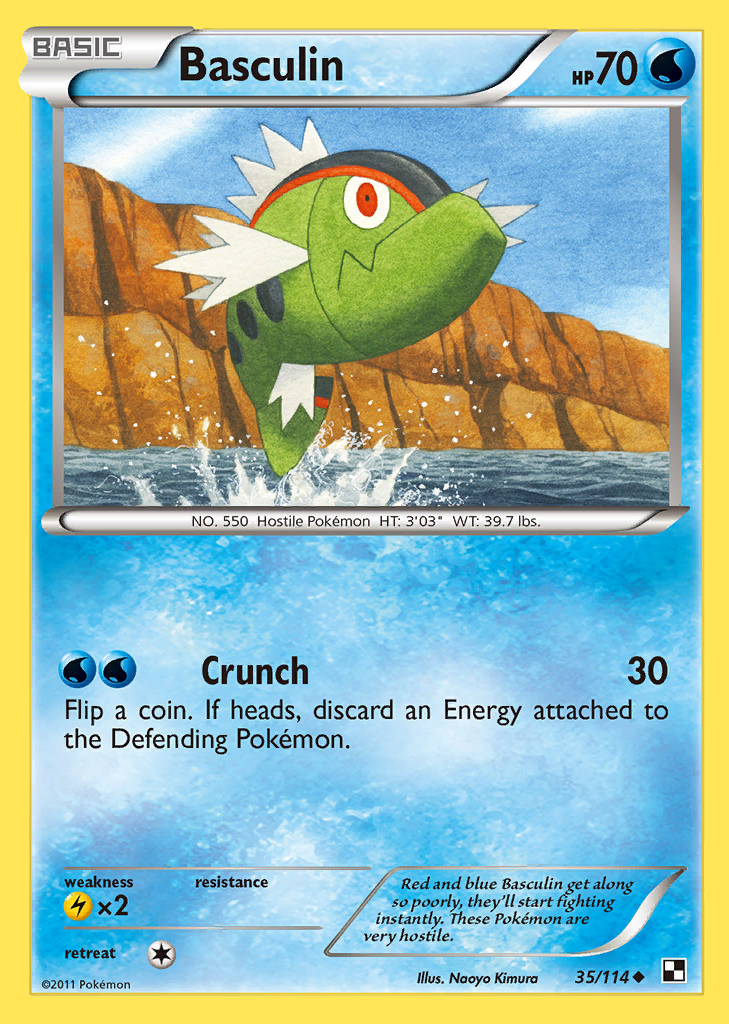 BASIC
Basculin
HP70
NO. 550 Hostile Pokémon HT: 3'03" WT: 39.7 lbs.
Crunch 30
Flip a coin. If heads, discard an Energy attached to
the Defending Pokémon.
weakness resistance
×2
retreat
Red and blue Basculin get along
so poorly, they'll start fighting
instantly. These Pokémon are
very hostile.
Illus. Naoyo Kimura 35/114
©2011 Pokémon